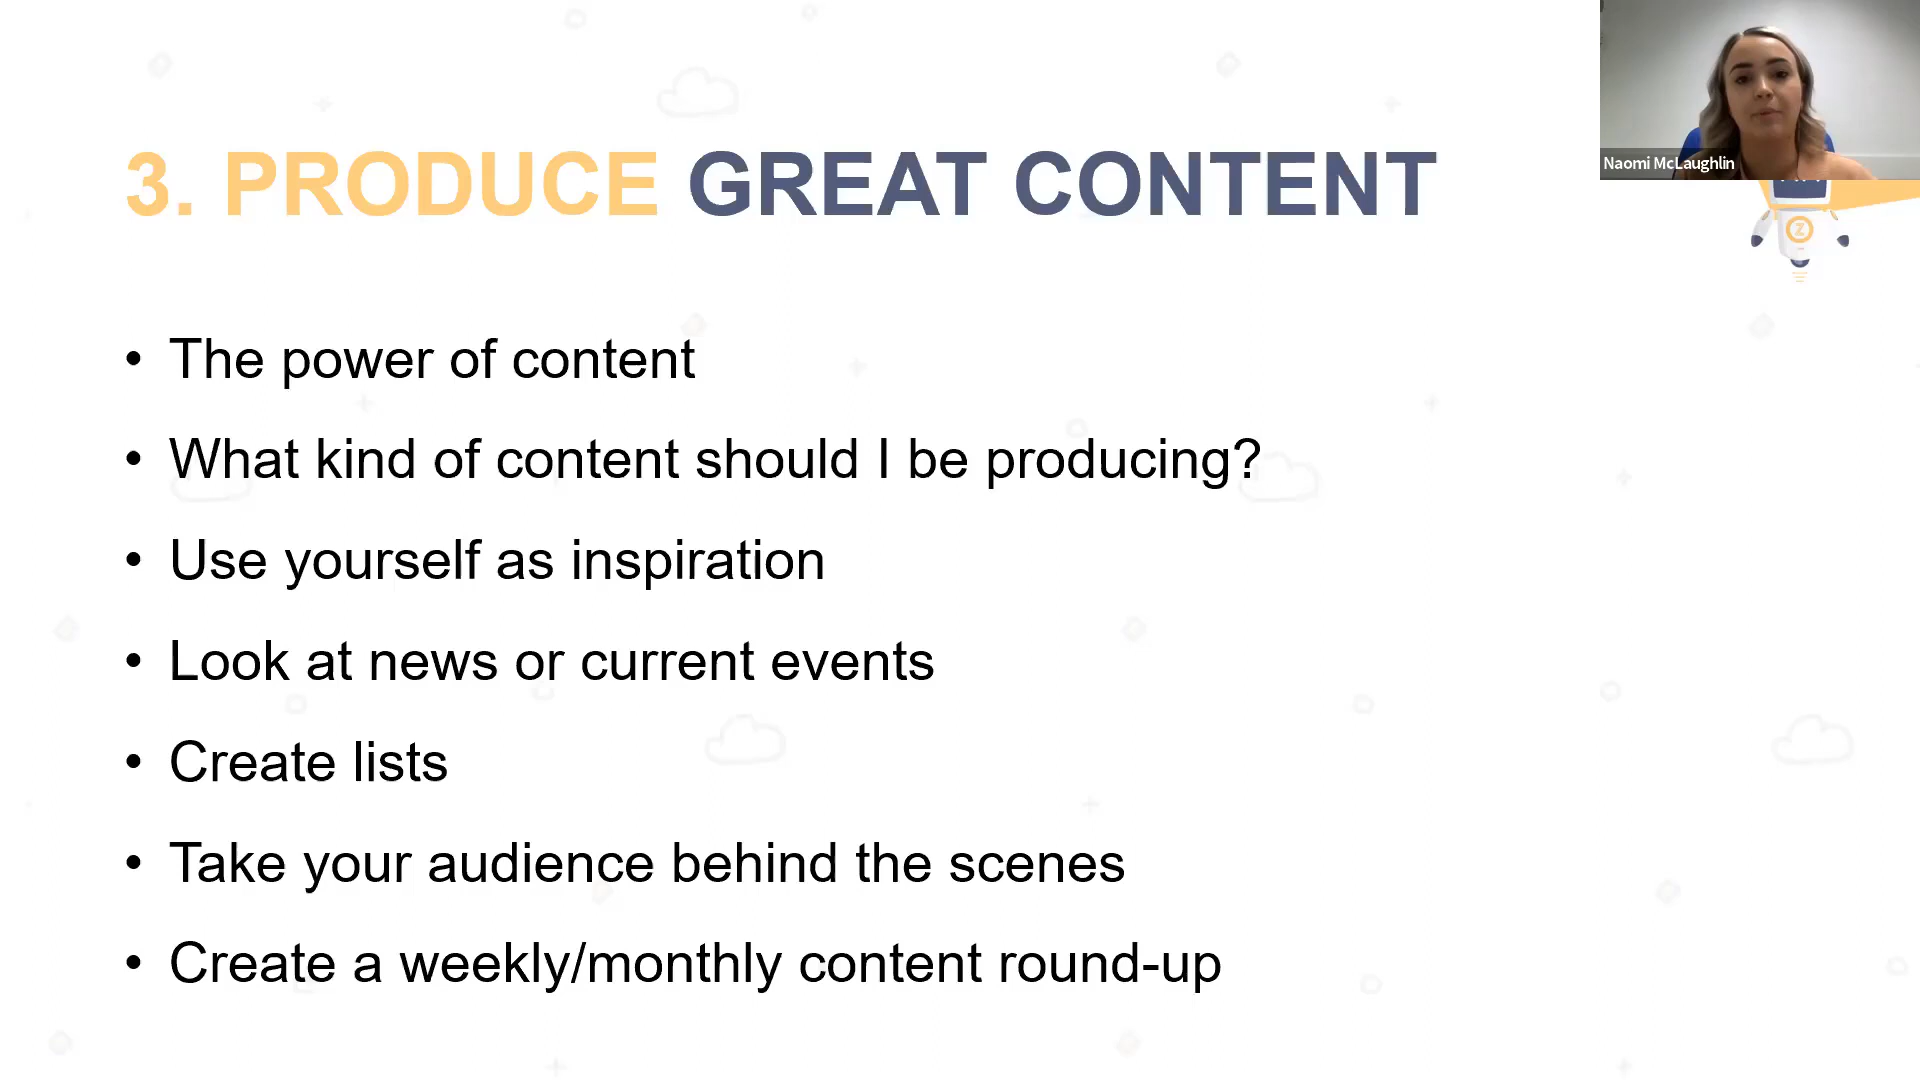 3. PRODUCE GREAT CONTENT
Naomi McLaughlin
Z
• The power of content
• What kind of content should I be producing?
• Use yourself as inspiration
• Look at news or current events
• Create lists
• Take your audience behind the scenes
• Create a weekly/monthly content round-up